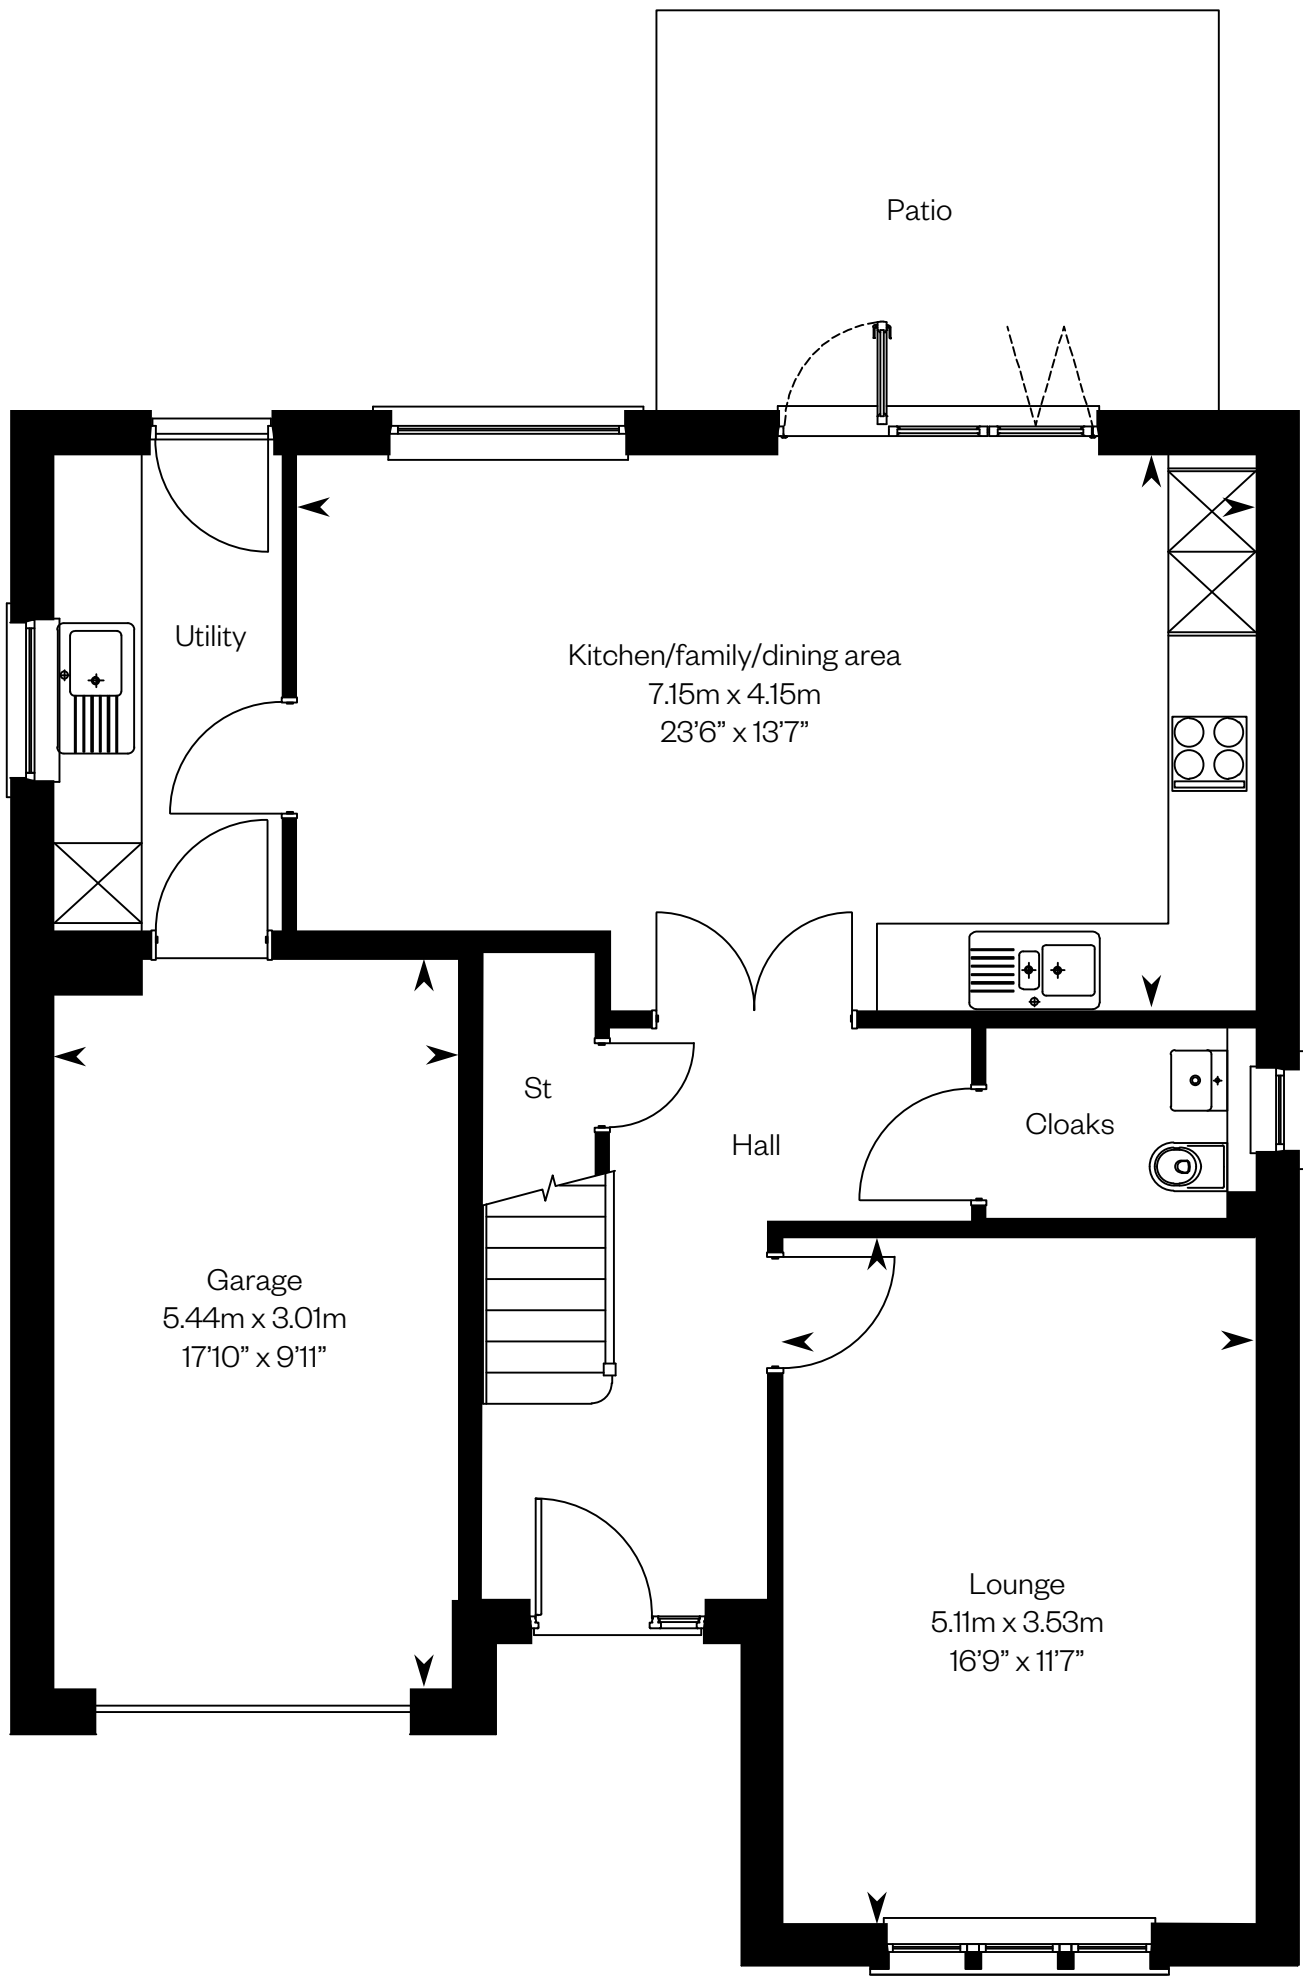 Patio
Utility
Kitchen/family/dining area
7.15m x 4.15m
23’6” x 13’7”
St
Hall
Cloaks
Garage
5.44m x 3.01m
17’10” x 9’11”
Lounge
5.11m x 3.53m
16’9” x 11’7”